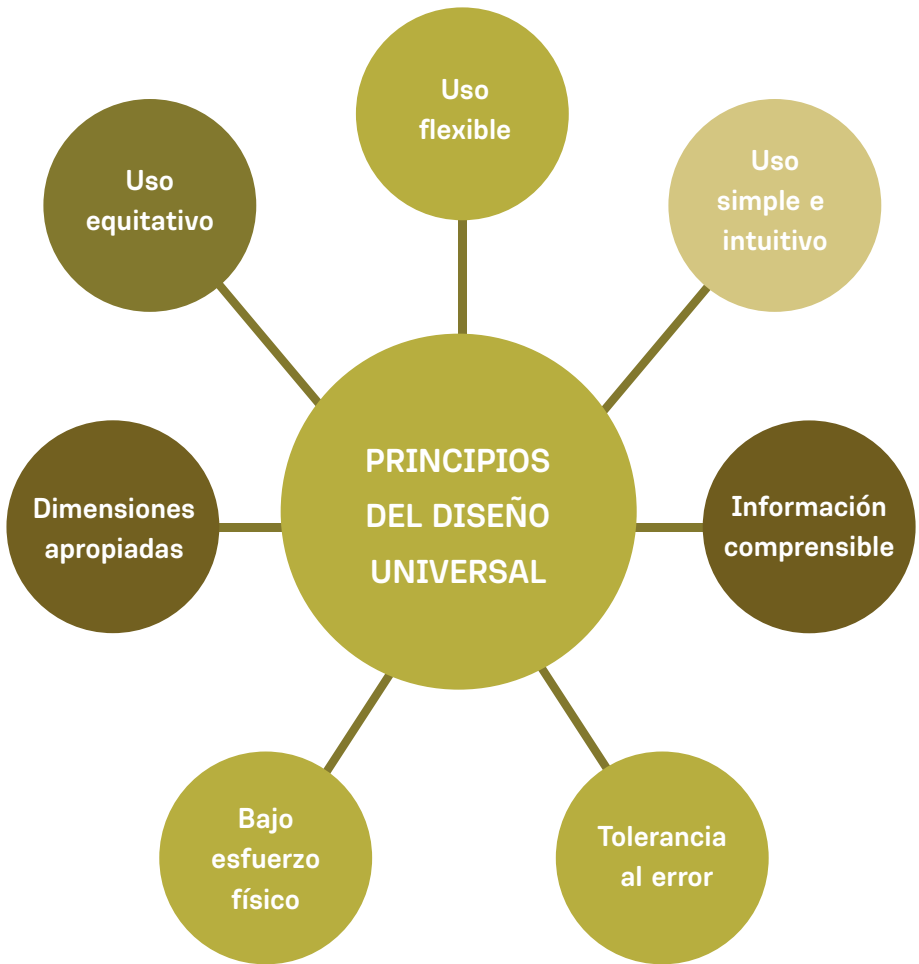 Uso
flexible
Uso
equitativo
Uso
simple e
intuitivo
PRINCIPIOS
DEL DISEÑO
UNIVERSAL
Dimensiones
apropiadas
Información
comprensible
Bajo
esfuerzo
físico
Tolerancia
al error